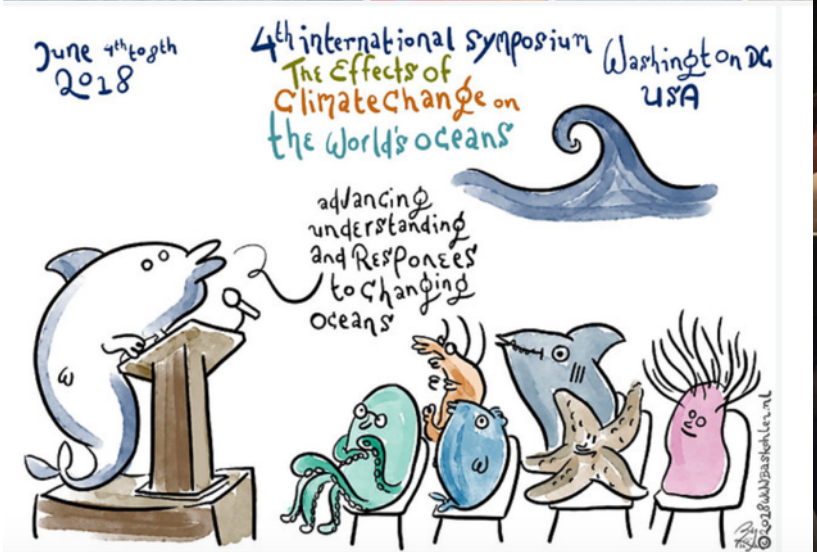 June 4th to 8th
2018
4th international symposium
The Effects of
Climate Change on
the World's oceans
Washington DC
USA
advancing
understanding
and Responses
to Changing
oceans
©2018 WWW.Baskohler.nl